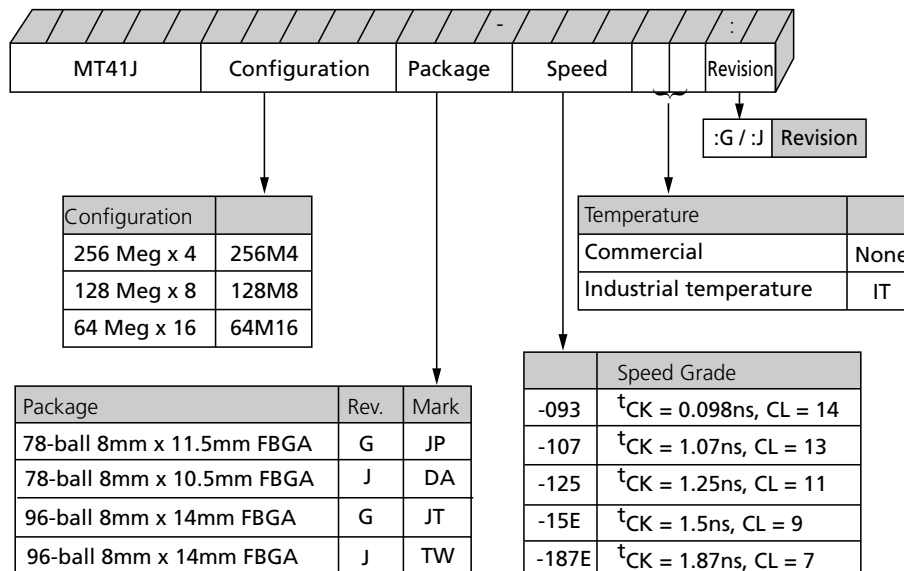 - :
MT41J Configuration Package Speed Revision
:G / :J Revision
Configuration
256 Meg x 4 256M4
128 Meg x 8 128M8
64 Meg x 16 64M16
Temperature
Commercial None
Industrial temperature IT
Package Rev. Mark
78-ball 8mm x 11.5mm FBGA G JP
78-ball 8mm x 10.5mm FBGA J DA
96-ball 8mm x 14mm FBGA G JT
96-ball 8mm x 14mm FBGA J TW
Speed Grade
-093 tCK = 0.098ns, CL = 14
-107 tCK = 1.07ns, CL = 13
-125 tCK = 1.25ns, CL = 11
-15E tCK = 1.5ns, CL = 9
-187E tCK = 1.87ns, CL = 7